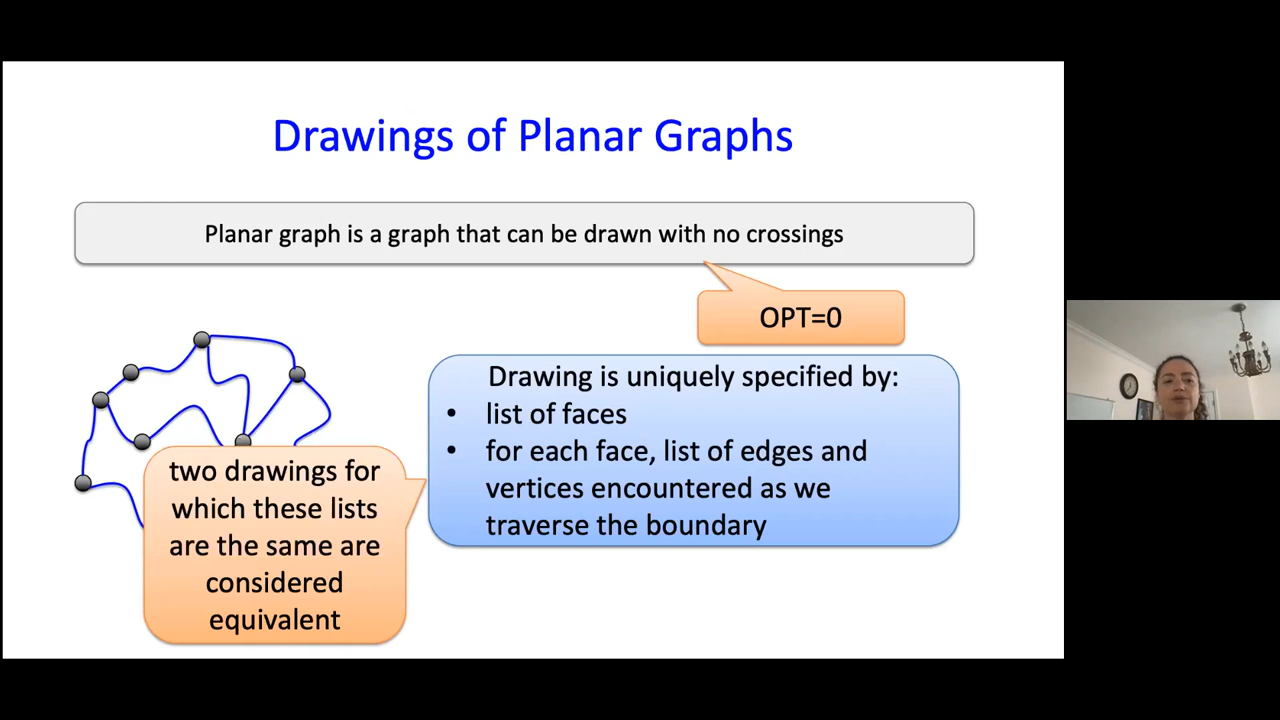 Drawings of Planar Graphs
Planar graph is a graph that can be drawn with no crossings
OPT=0
Drawing is uniquely specified by:
• list of faces
• for each face, list of edges and
vertices encountered as we
traverse the boundary
two drawings for
which these lists
are the same are
considered
equivalent